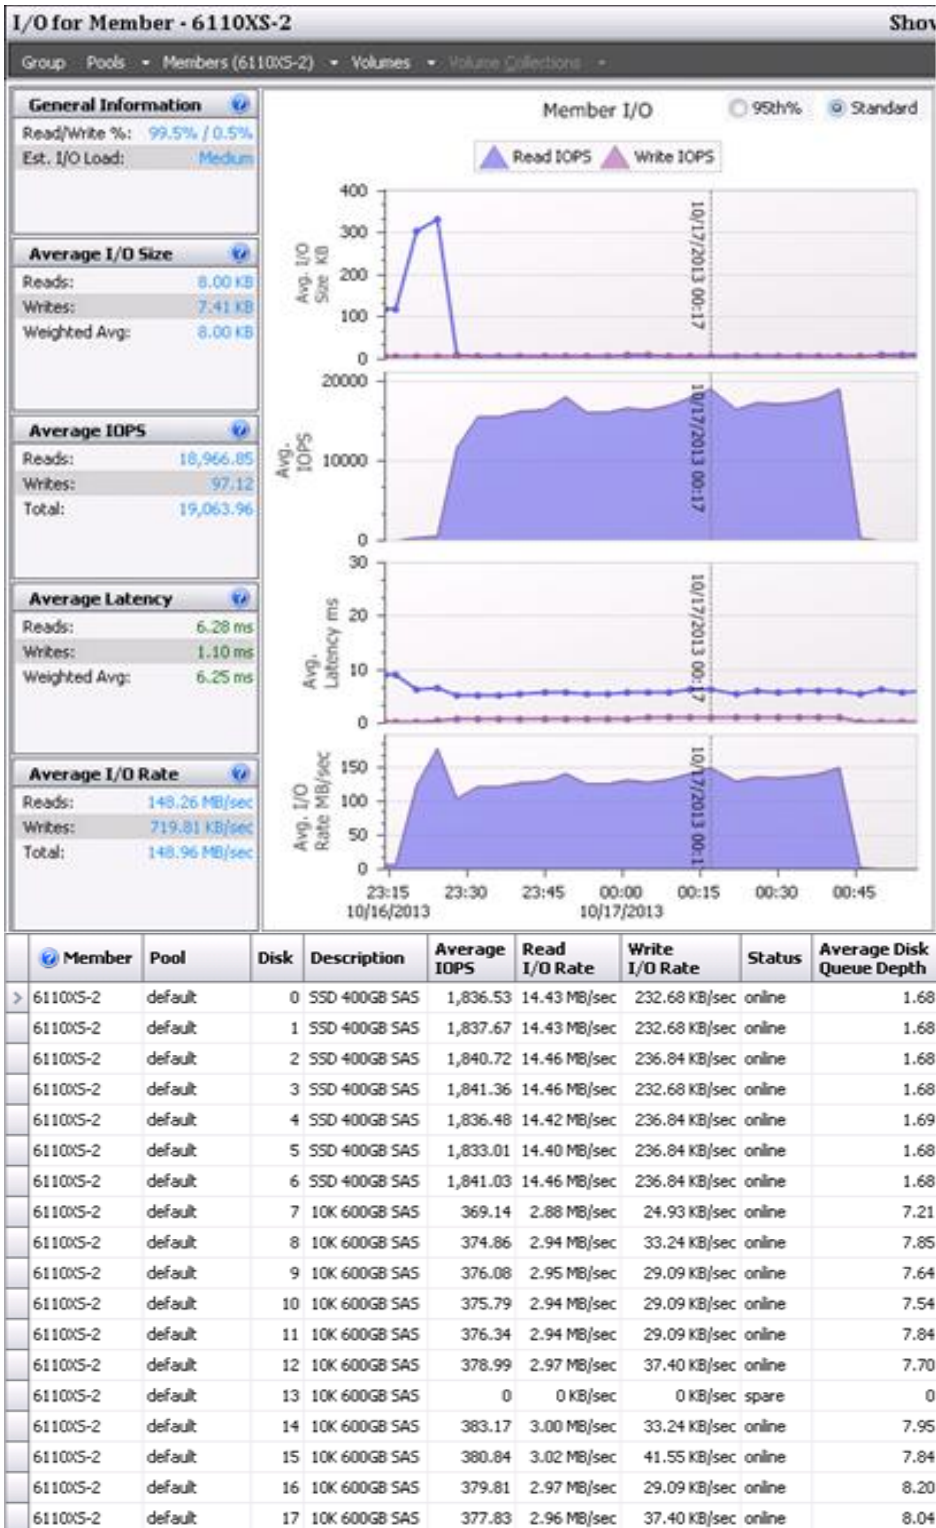 I/O for Member - 6110XS-2 Show
Group Pools Members (6110XS-2) Volumes Volume Collections
General Information
Read/Write %: 99.5% / 0.5%
Est. I/O Load: Medium
Average I/O Size
Reads: 8.00 KB
Writes: 7.41 KB
Weighted Avg: 8.00 KB
Average IOPS
Reads: 18,966.85
Writes: 97.12
Total: 19,063.96
Average Latency
Reads: 6.28 ms
Writes: 1.10 ms
Weighted Avg: 6.25 ms
Average I/O Rate
Reads: 148.26 MB/sec
Writes: 719.81 KB/sec
Total: 148.96 MB/sec
Member I/O 95th% Standard
Read IOPS Write IOPS
Avg. I/O
Size KB
400
300
200
100
0
10/17/2013 00:17
Avg.
IOPS
20000
10000
0
10/17/2013 00:17
Avg.
Latency ms
30
20
10
0
10/17/2013 00:17
Avg. I/O
Rate MB/sec
150
100
50
0
10/17/2013 00:1
23:15 23:30 23:45 00:00 00:15 00:30 00:45
10/16/2013 10/17/2013
Member Pool Disk Description Average IOPS Read I/O Rate Write I/O Rate Status Average Disk Queue Depth
6110XS-2 default 0 SSD 400GB SAS 1,836.53 14.43 MB/sec 232.68 KB/sec online 1.68
6110XS-2 default 1 SSD 400GB SAS 1,837.67 14.43 MB/sec 232.68 KB/sec online 1.68
6110XS-2 default 2 SSD 400GB SAS 1,840.72 14.46 MB/sec 236.84 KB/sec online 1.68
6110XS-2 default 3 SSD 400GB SAS 1,841.36 14.46 MB/sec 232.68 KB/sec online 1.68
6110XS-2 default 4 SSD 400GB SAS 1,836.48 14.42 MB/sec 236.84 KB/sec online 1.69
6110XS-2 default 5 SSD 400GB SAS 1,833.01 14.40 MB/sec 236.84 KB/sec online 1.68
6110XS-2 default 6 SSD 400GB SAS 1,841.03 14.46 MB/sec 236.84 KB/sec online 1.68
6110XS-2 default 7 10K 600GB SAS 369.14 2.88 MB/sec 24.93 KB/sec online 7.21
6110XS-2 default 8 10K 600GB SAS 374.86 2.94 MB/sec 33.24 KB/sec online 7.85
6110XS-2 default 9 10K 600GB SAS 376.08 2.95 MB/sec 29.09 KB/sec online 7.64
6110XS-2 default 10 10K 600GB SAS 375.79 2.94 MB/sec 29.09 KB/sec online 7.54
6110XS-2 default 11 10K 600GB SAS 376.34 2.94 MB/sec 29.09 KB/sec online 7.84
6110XS-2 default 12 10K 600GB SAS 378.99 2.97 MB/sec 37.40 KB/sec online 7.70
6110XS-2 default 13 10K 600GB SAS 0 0 KB/sec 0 KB/sec spare 0
6110XS-2 default 14 10K 600GB SAS 383.17 3.00 MB/sec 33.24 KB/sec online 7.95
6110XS-2 default 15 10K 600GB SAS 380.84 3.02 MB/sec 41.55 KB/sec online 7.84
6110XS-2 default 16 10K 600GB SAS 379.81 2.97 MB/sec 29.09 KB/sec online 8.20
6110XS-2 default 17 10K 600GB SAS 377.83 2.96 MB/sec 37.40 KB/sec online 8.04